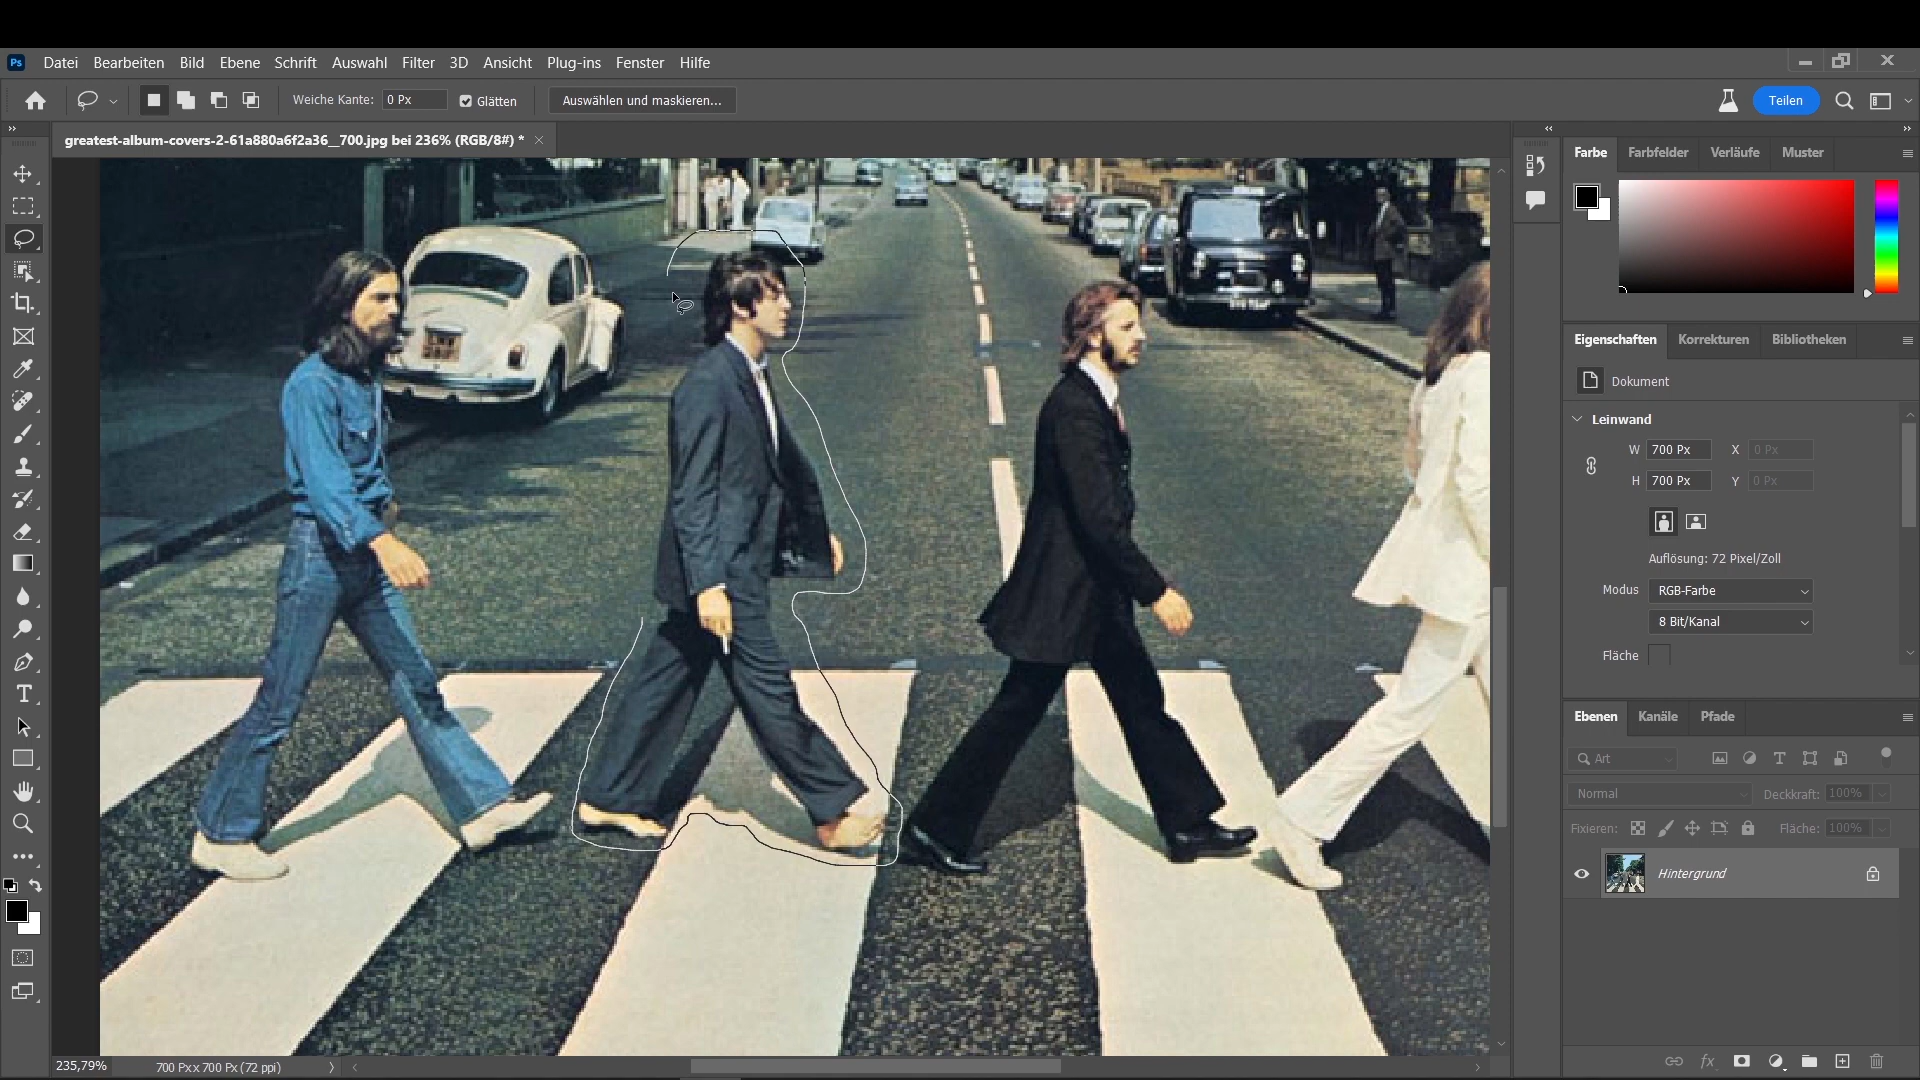 Ps Datei Bearbeiten Bild Ebene Schrift Auswahl Filter 3D Ansicht Plug-ins Fenster Hilfe
Weiche Kante: 0 Px Glätten Auswählen und maskieren... Teilen
greatest-album-covers-2-61a880a6f2a36__700.jpg bei 236% (RGB/8#) *
Farbe Farbfelder Verläufe Muster
Eigenschaften Korrekturen Bibliotheken
Dokument
Leinwand
W 700 Px X 0 Px
H 700 Px Y 0 Px
Auflösung: 72 Pixel/Zoll
Modus RGB-Farbe
8 Bit/Kanal
Fläche
Ebenen Kanäle Pfade
Art
Normal Deckkraft: 100%
Fixieren: Fläche: 100%
Hintergrund
fx
235,79% 700 Px x 700 Px (72 ppi)